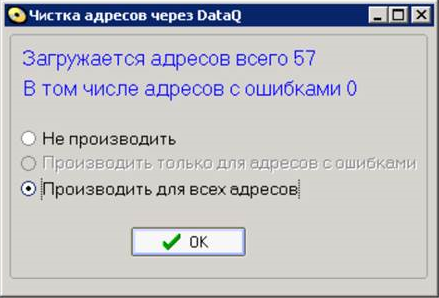 Чистка адресов через DataQ
Загружается адресов всего 57
В том числе адресов с ошибками 0
Не производить
Производить только для адресов с ошибками
Производить для всех адресов
OK